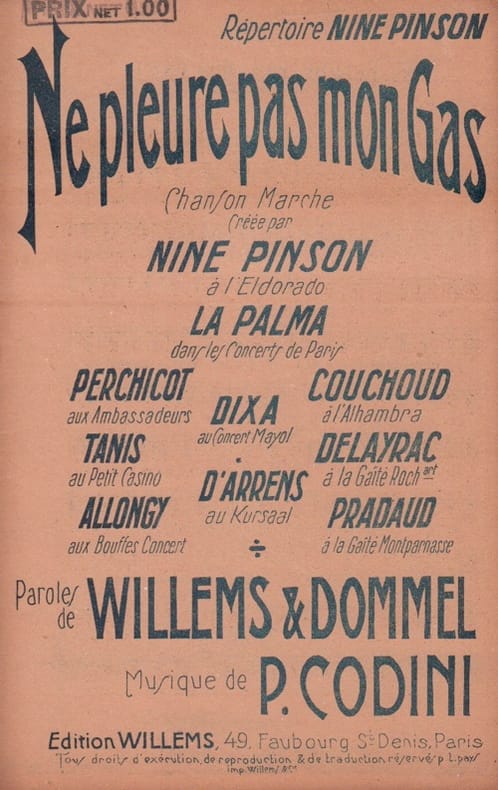 PRIX NET 1.00
Répertoire NINE PINSON
Ne pleure pas mon Gas
Chanson Marche
Créée par
NINE PINSON
à l'Eldorado
LA PALMA
dans les Concerts de Paris
PERCHICOT
aux Ambassadeurs
DIXA
au Concert Mayol
COUCHOUD
à l'Alhambra
TANIS
au Petit Casino
D'ARRENS
au Kursaal
DELAYRAC
à la Gaîté Rochart
ALLONGY
aux Bouffes Concert
PRADAUD
à la Gaîté Montparnasse
Paroles de WILLEMS & DOMMEL
Musique de P. CODINI
Edition WILLEMS, 49, Faubourg St Denis, Paris
Tous droits d'exécution, de reproduction & de traduction réservés p. t. pays
imp. Willems & Cie